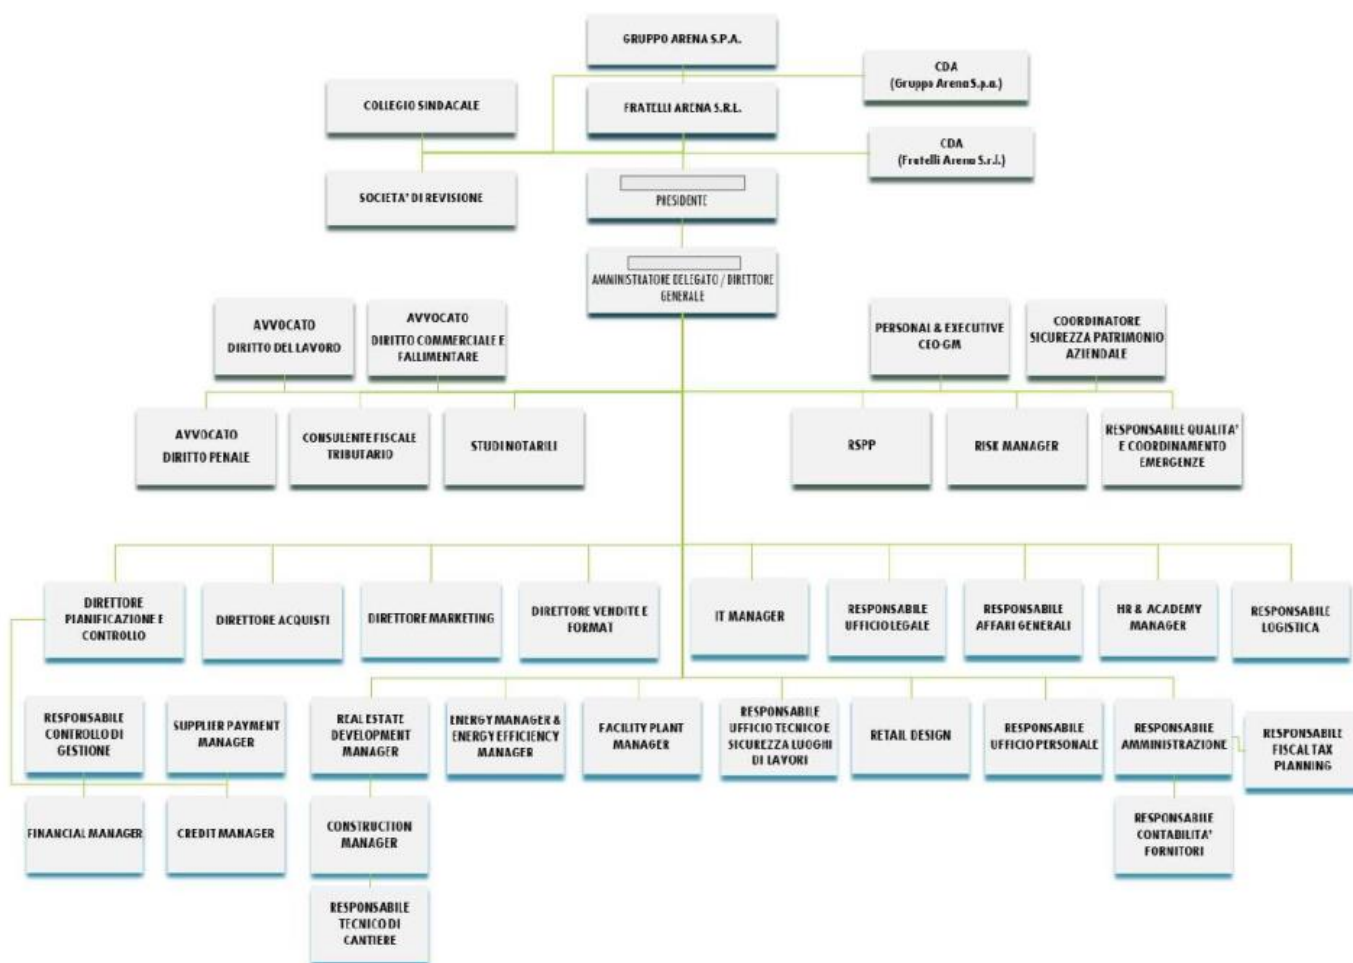 GRUPPO ARENA S.P.A.
CDA
(Gruppo Arena S.p.a.)
COLLEGIO SINDACALE
FRATELLI ARENA S.R.L.
CDA
(Fratelli Arena S.r.l.)
SOCIETA' DI REVISIONE
PRESIDENTE
AMMINISTRATORE DELEGATO / DIRETTORE
GENERALE
AVVOCATO
DIRITTO DEL LAVORO
AVVOCATO
DIRITTO COMMERCIALE E
FALLIMENTARE
PERSONAL & EXECUTIVE
CEO-GM
COORDINATORE
SICUREZZA PATRIMONIO
AZIENDALE
AVVOCATO
DIRITTO PENALE
CONSULENTE FISCALE
TRIBUTARIO
STUDI NOTARILI
RSPP
RISK MANAGER
RESPONSABILE QUALITA'
E COORDINAMENTO
EMERGENZE
DIRETTORE
PIANIFICAZIONE E
CONTROLLO
DIRETTORE ACQUISTI
DIRETTORE MARKETING
DIRETTORE VENDITE E
FORMAT
IT MANAGER
RESPONSABILE
UFFICIO LEGALE
RESPONSABILE
AFFARI GENERALI
HR & ACADEMY
MANAGER
RESPONSABILE
LOGISTICA
RESPONSABILE
CONTROLLO DI
GESTIONE
SUPPLIER PAYMENT
MANAGER
REAL ESTATE
DEVELOPMENT
MANAGER
ENERGY MANAGER &
ENERGY EFFICIENCY
MANAGER
FACILITY PLANT
MANAGER
RESPONSABILE
UFFICIO TECNICO E
SICUREZZA LUOGHI
DI LAVORI
RETAIL DESIGN
RESPONSABILE
UFFICIO PERSONALE
RESPONSABILE
AMMINISTRAZIONE
RESPONSABILE
FISCAL TAX
PLANNING
FINANCIAL MANAGER
CREDIT MANAGER
CONSTRUCTION
MANAGER
RESPONSABILE
CONTABILITA'
FORNITORI
RESPONSABILE
TECNICO DI
CANTIERE